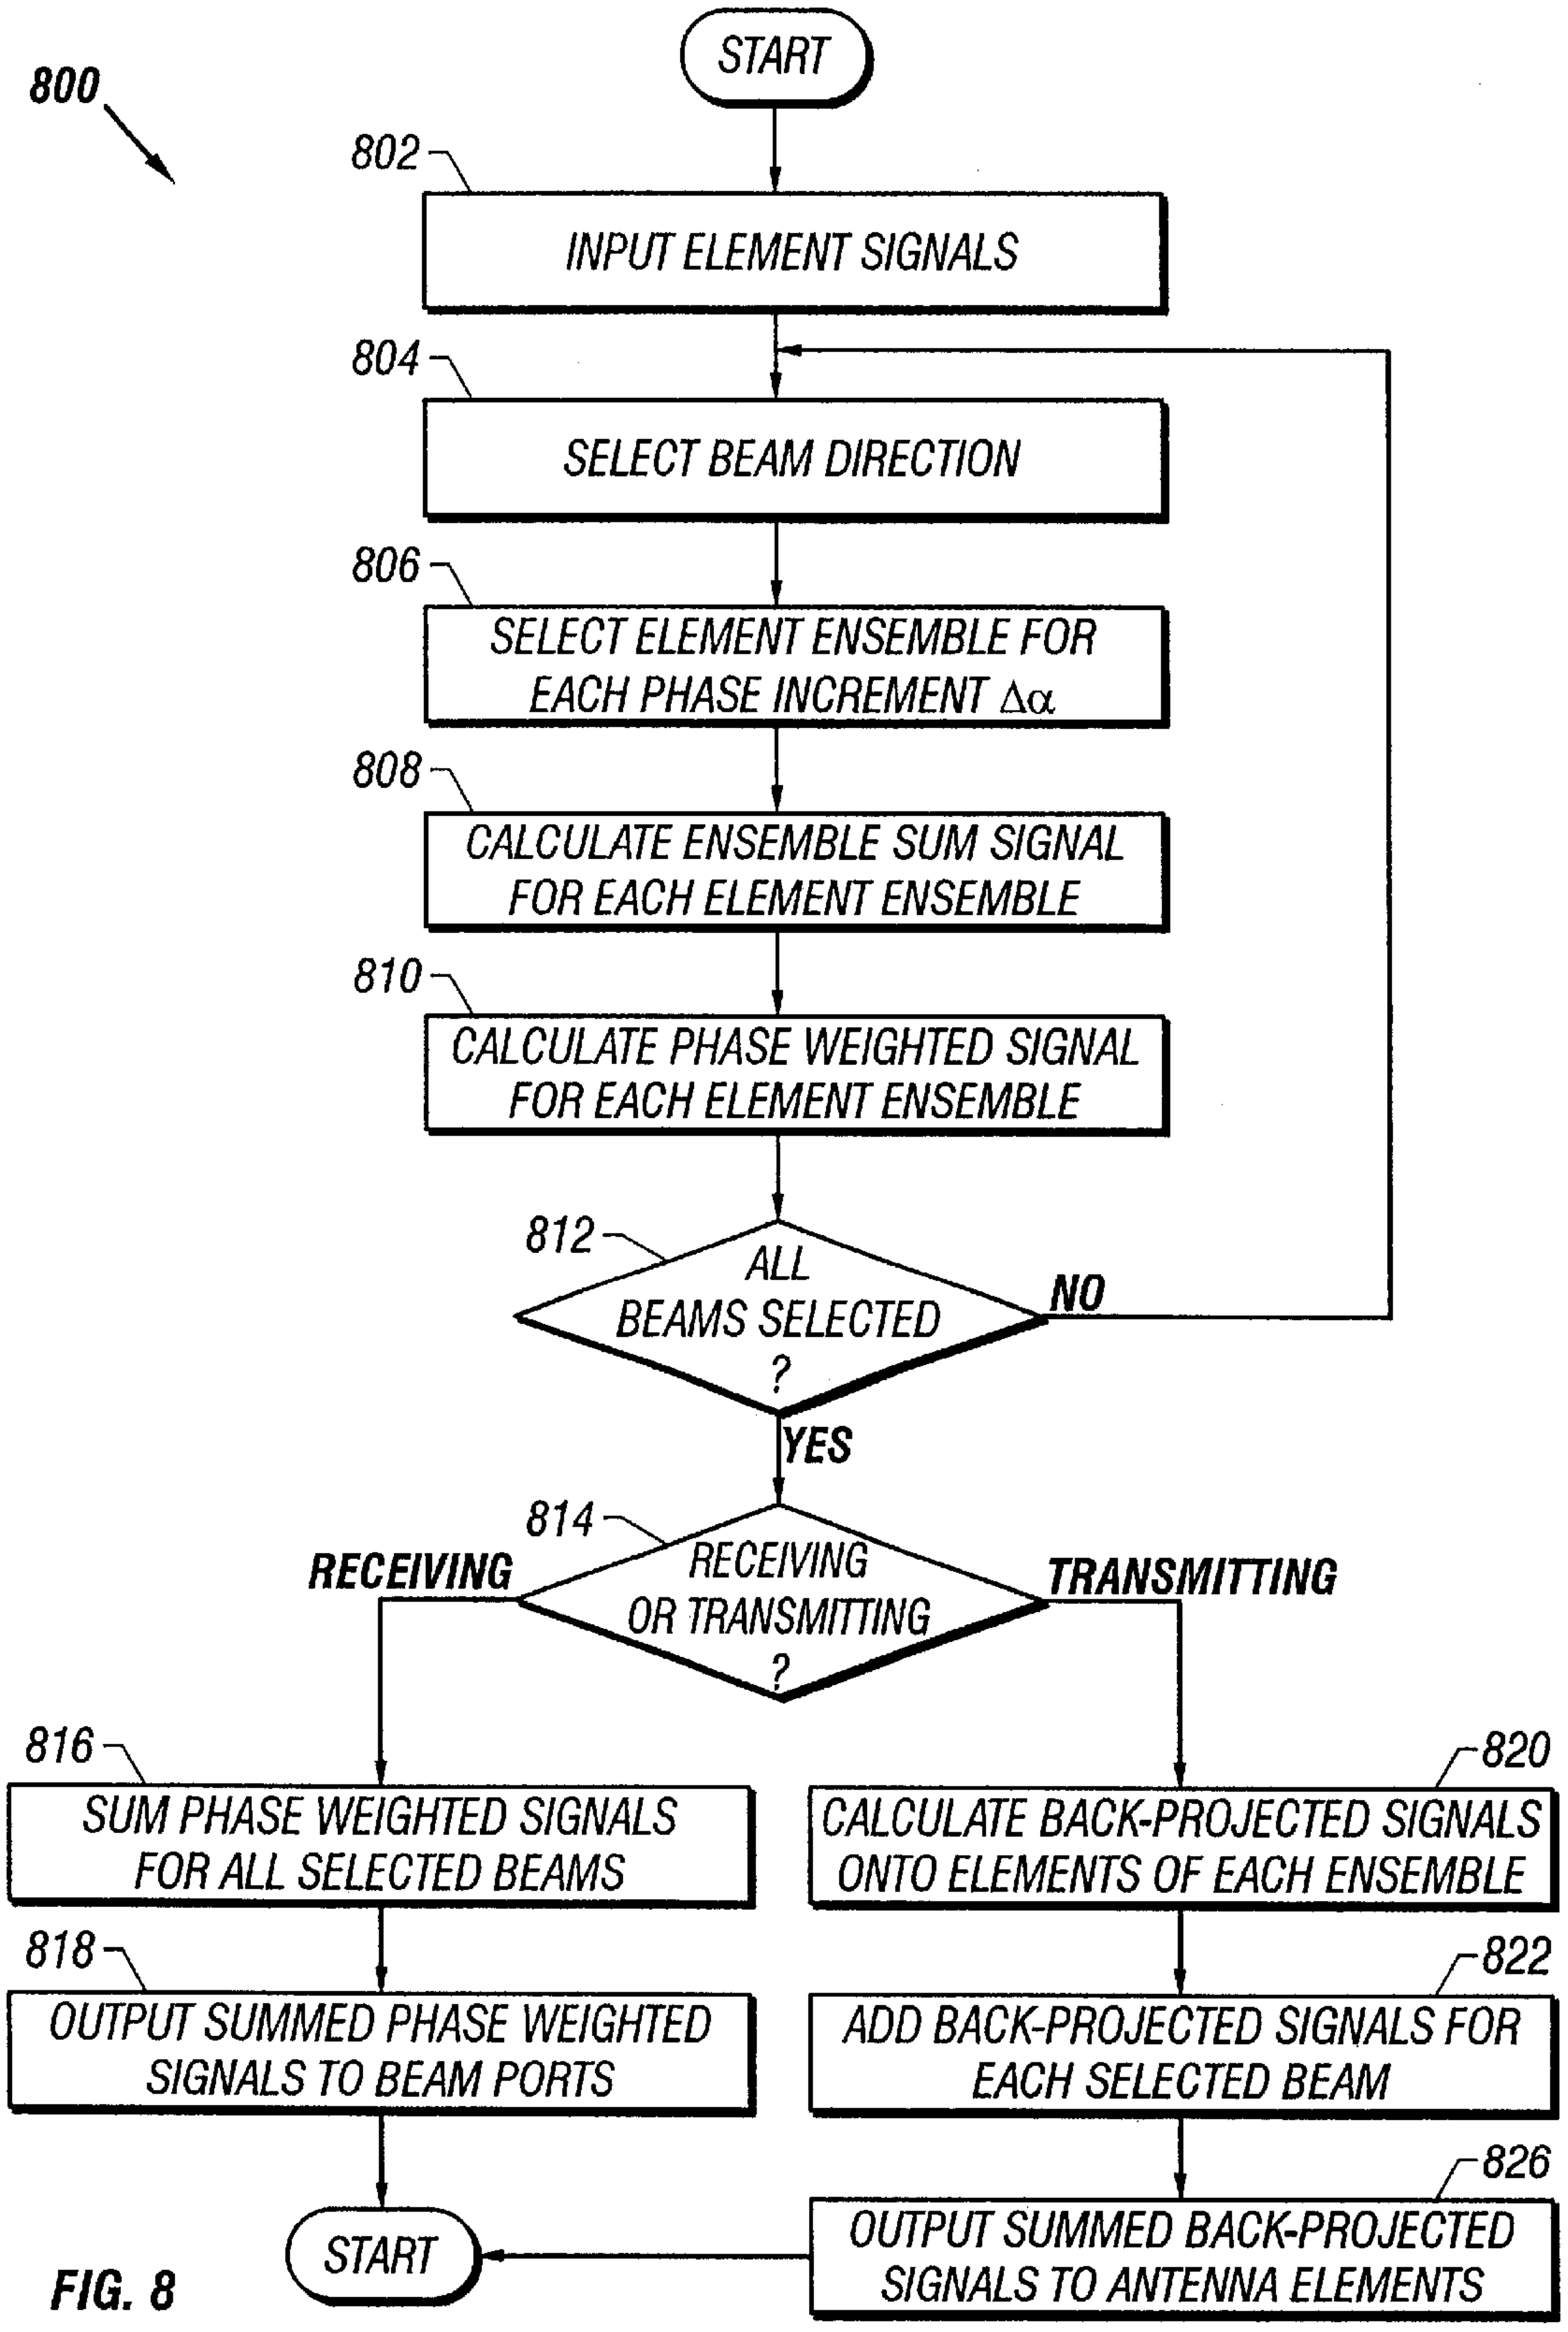 START
800
802
INPUT ELEMENT SIGNALS
804
SELECT BEAM DIRECTION
806
SELECT ELEMENT ENSEMBLE FOR
EACH PHASE INCREMENT Δα
808
CALCULATE ENSEMBLE SUM SIGNAL
FOR EACH ELEMENT ENSEMBLE
810
CALCULATE PHASE WEIGHTED SIGNAL
FOR EACH ELEMENT ENSEMBLE
812
ALL
BEAMS SELECTED
?
NO
YES
814
RECEIVING
OR TRANSMITTING
?
RECEIVING
TRANSMITTING
816
SUM PHASE WEIGHTED SIGNALS
FOR ALL SELECTED BEAMS
818
OUTPUT SUMMED PHASE WEIGHTED
SIGNALS TO BEAM PORTS
START
820
CALCULATE BACK-PROJECTED SIGNALS
ONTO ELEMENTS OF EACH ENSEMBLE
822
ADD BACK-PROJECTED SIGNALS FOR
EACH SELECTED BEAM
826
OUTPUT SUMMED BACK-PROJECTED
SIGNALS TO ANTENNA ELEMENTS
FIG. 8